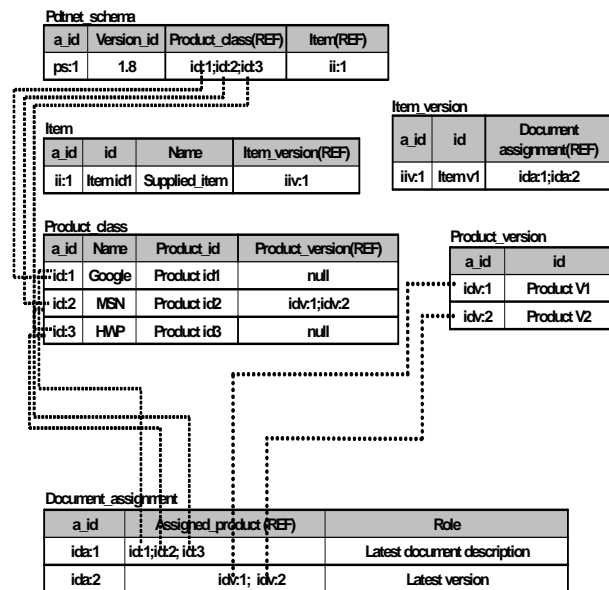 Pdtnet_schema
a_id Version_id Product_class(REF) Item(REF)
ps:1 1.8 id:1;id:2;id:3 ii:1
Item_version
a_id id Document assignment(REF)
iiv:1 Itemv1 ida:1;ida:2
Item
a_id id Name Item_version(REF)
ii:1 Itemid1 Supplied_item iiv:1
Product_class
a_id Name Product_id Product_version(REF)
id:1 Google Product id1 null
id:2 MSN Product id2 idv:1;idv:2
id:3 HWP Product id3 null
Product_version
a_id id
idv:1 Product V1
idv:2 Product V2
Document_assignment
a_id Assigned_product (REF) Role
ida:1 id:1;id:2; id:3 Latest document description
ida:2 idv:1; idv:2 Latest version